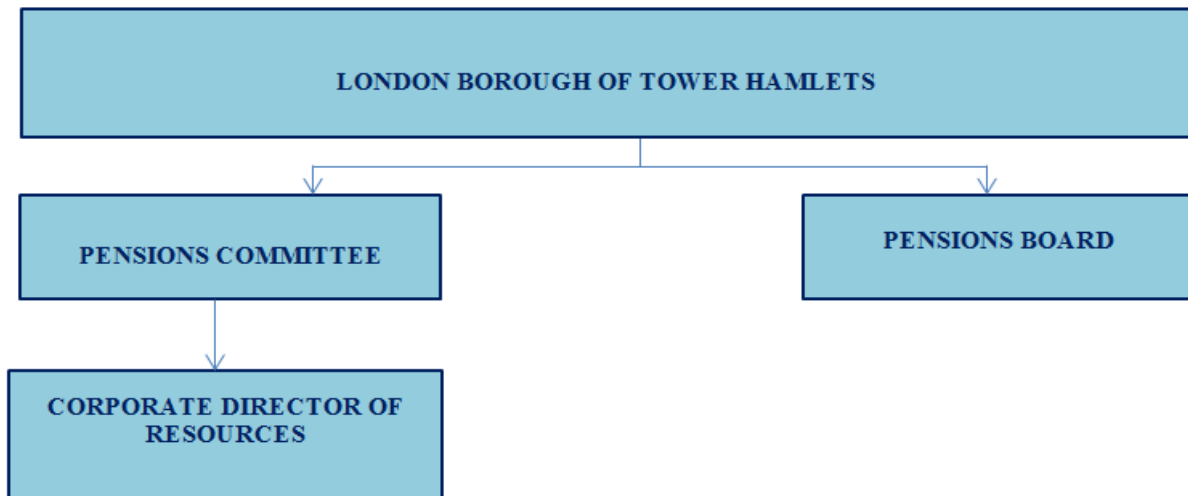 LONDON BOROUGH OF TOWER HAMLETS
PENSIONS COMMITTEE
PENSIONS BOARD
CORPORATE DIRECTOR OF
RESOURCES